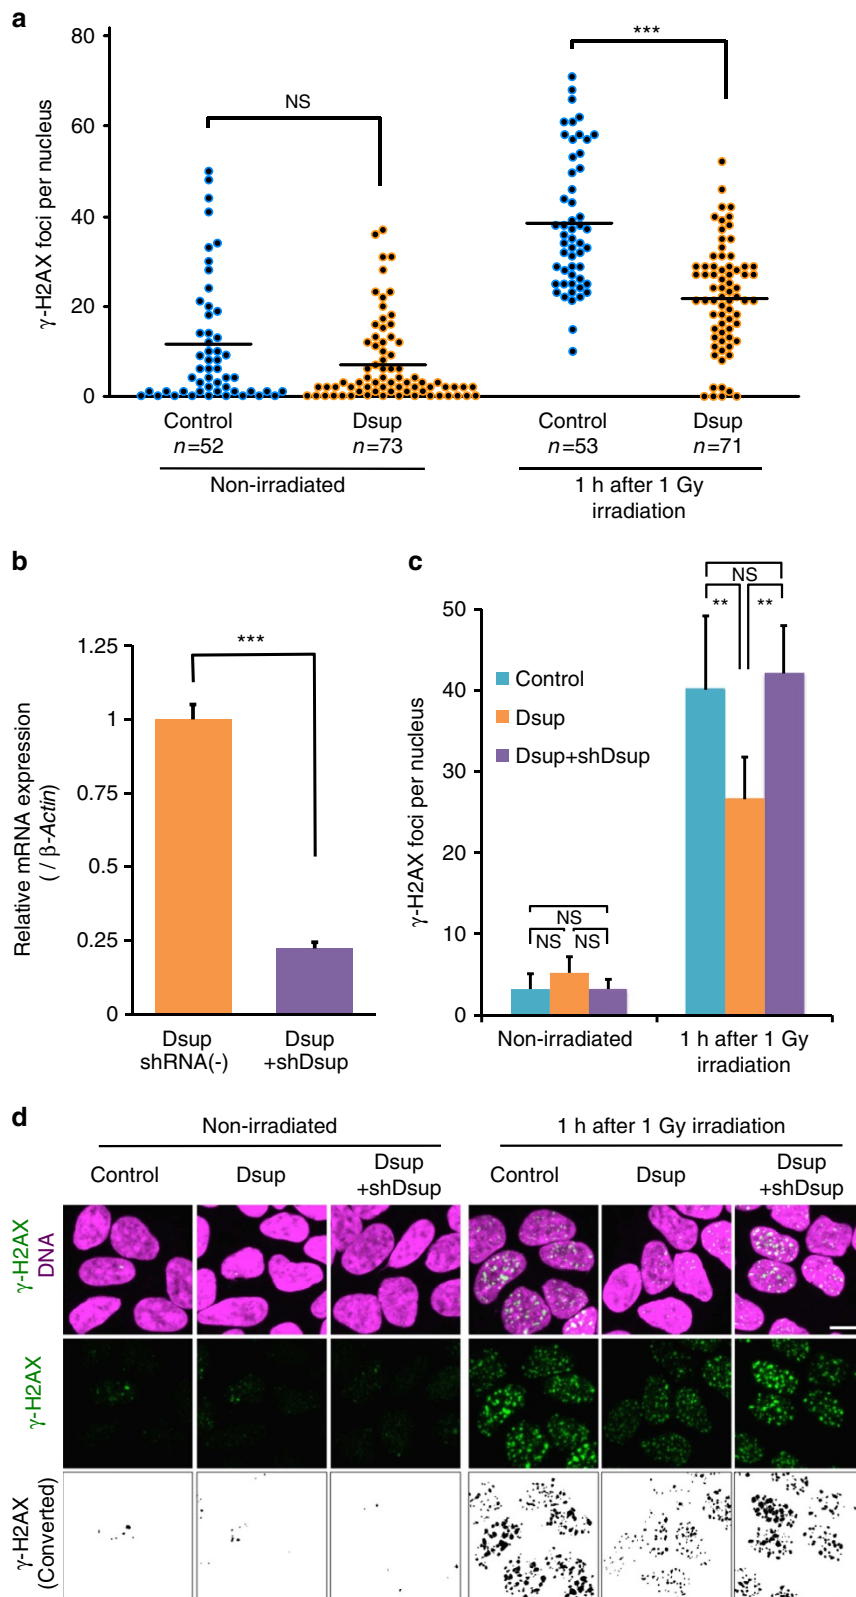 a
γ-H2AX foci per nucleus
80
60
40
20
0
NS
***
Control
n=52
Dsup
n=73
Control
n=53
Dsup
n=71
Non-irradiated
1 h after 1 Gy
irradiation
b
Relative mRNA expression
( / β-Actin)
1.25
1
0.75
0.5
0.25
0
***
Dsup
shRNA(-)
Dsup
+shDsup
c
γ-H2AX foci per nucleus
50
40
30
20
10
0
Control
Dsup
Dsup+shDsup
NS
NS
NS
NS
**
**
Non-irradiated
1 h after 1 Gy
irradiation
d
Non-irradiated
1 h after 1 Gy irradiation
Control
Dsup
Dsup
+shDsup
Control
Dsup
Dsup
+shDsup
γ-H2AX
DNA
γ-H2AX
γ-H2AX
(Converted)